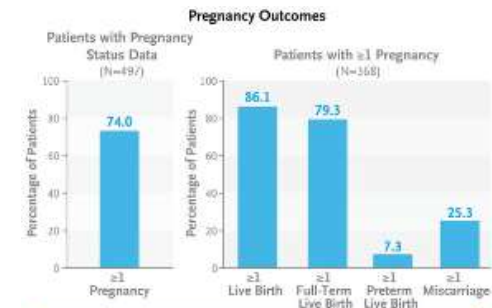 Pregnancy Outcomes
Patients with Pregnancy
Status Data
(N=497)
Percentage of Patients
100
80
60
40
20
0
74.0
≥1
Pregnancy
Patients with ≥1 Pregnancy
(N=368)
Percentage of Patients
100
80
60
40
20
0
86.1
79.3
7.3
25.3
≥1
Live Birth
≥1
Full-Term
Live Birth
≥1
Preterm
Live Birth
≥1
Miscarriage